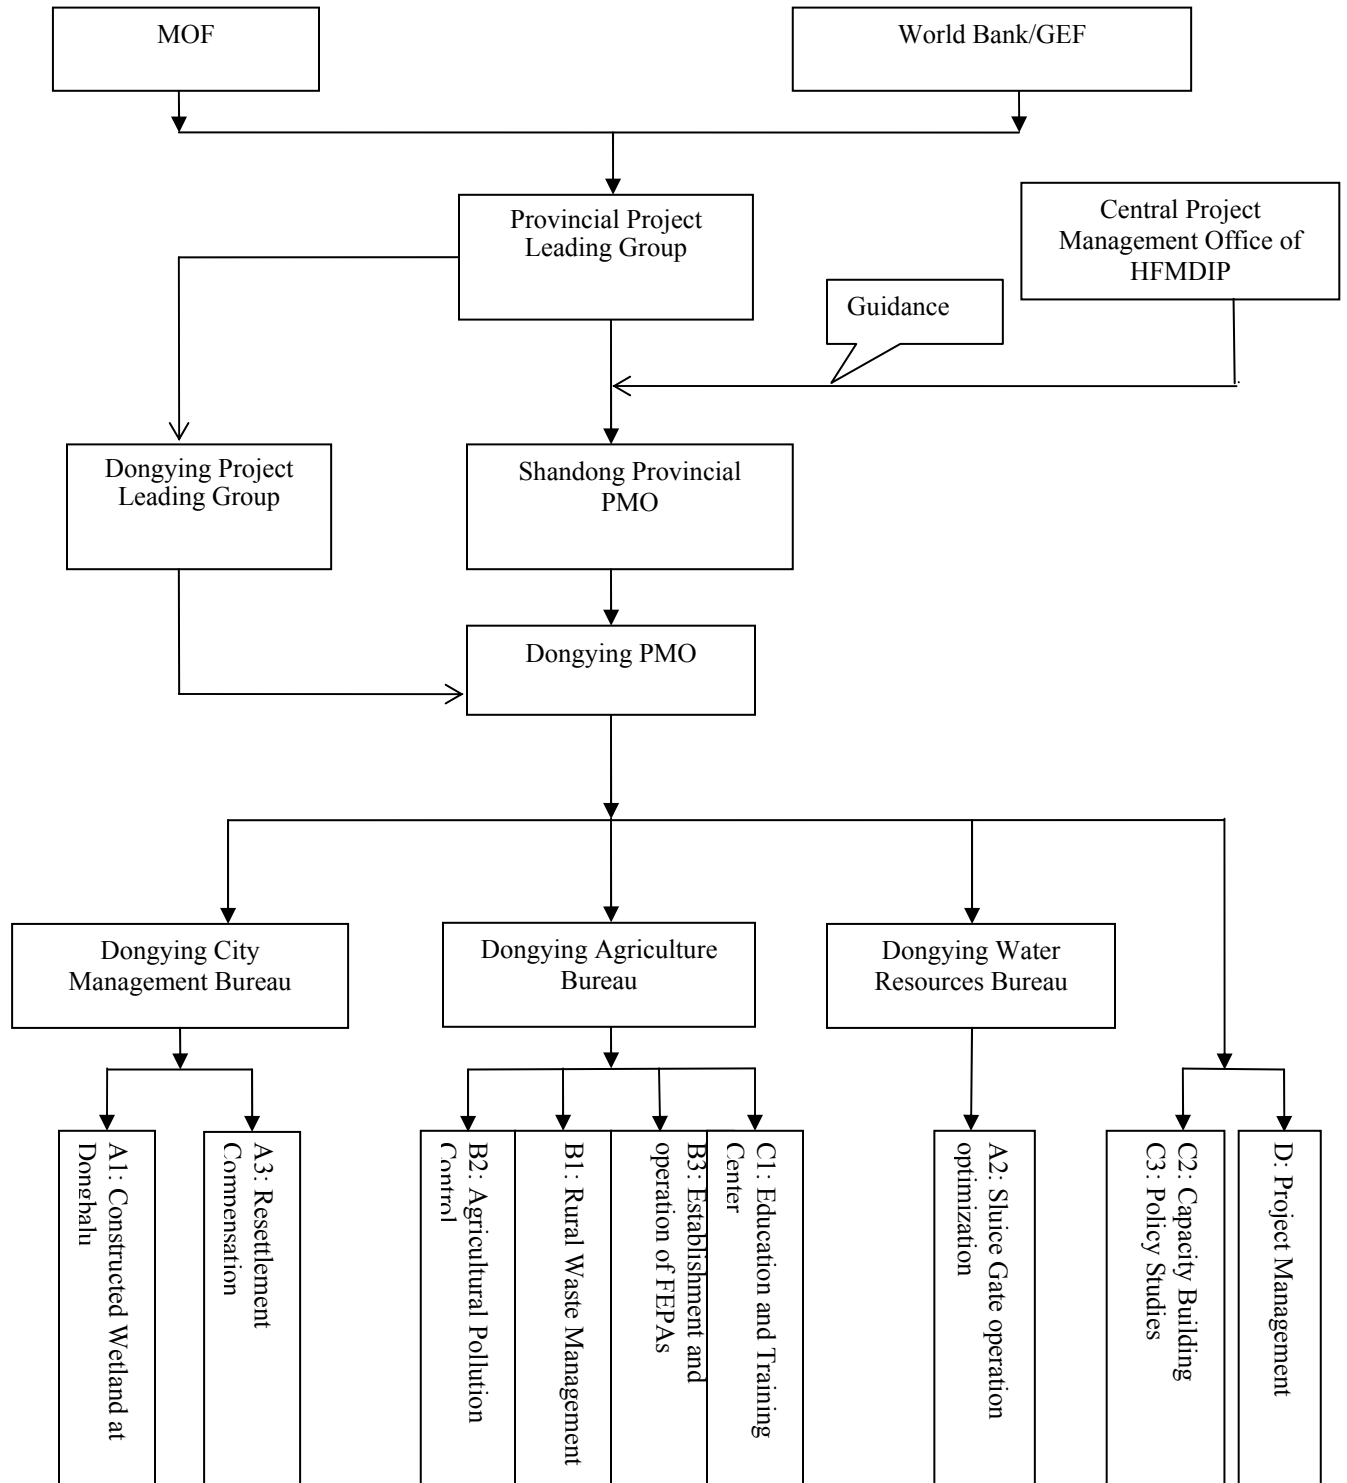 MOF
World Bank/GEF
Provincial Project
Leading Group
Central Project
Management Office of
HFMDIP
Guidance
Dongying Project
Leading Group
Shandong Provincial
PMO
Dongying PMO
Dongying City
Management Bureau
Dongying Agriculture
Bureau
Dongying Water
Resources Bureau
A1: Constructed Wetland at
Dongbalu
A3: Resettlement
Compensation
B2: Agricultural Pollution
Control
B1: Rural Waste Management
B3: Establishment and
operation of FEPAs
C1: Education and Training
Center
A2: Sluice Gate operation
optimization
C2: Capacity Building
C3: Policy Studies
D: Project Management